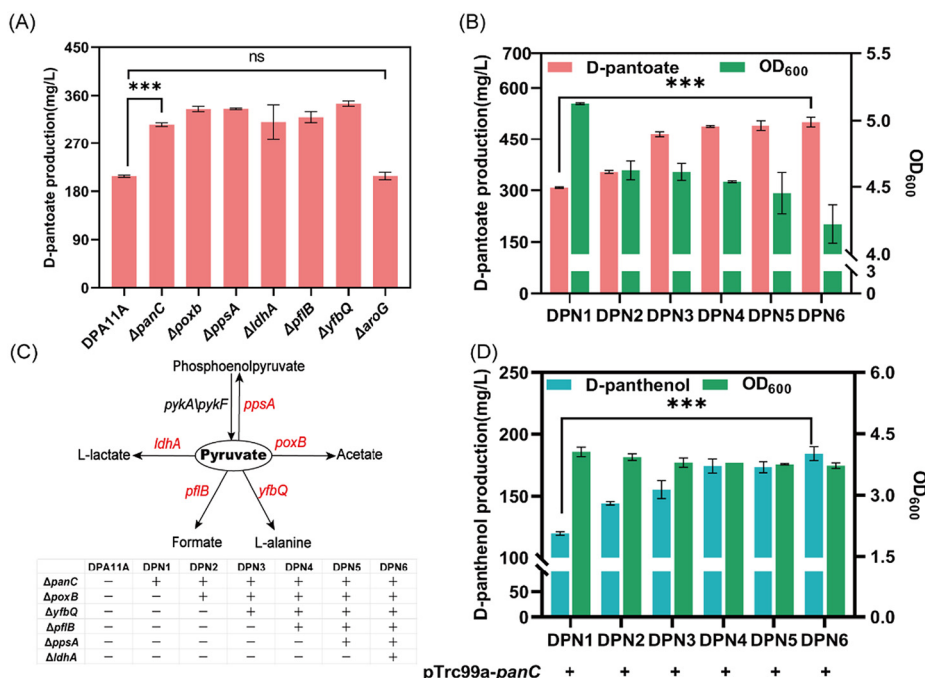 (A)
D-pantoate production(mg/L)
450
360
270
180
90
0
ns
***
DPA11A
ΔpanC
Δpoxb
ΔppsA
ΔldhA
ΔpflB
ΔyfbQ
ΔaroG
(B)
D-pantoate production(mg/L)
700
600
450
300
150
0
D-pantoate
OD600
***
5.5
5.0
4.5
4.0
3
0
OD600
DPN1 DPN2 DPN3 DPN4 DPN5 DPN6
(C)
Phosphoenolpyruvate
pykA\pykF ppsA
ldhA poxB
L-lactate Pyruvate Acetate
pflB yfbQ
Formate L-alanine
DPA11A DPN1 DPN2 DPN3 DPN4 DPN5 DPN6
ΔpanC — + + + + + +
ΔpoxB — — + + + + +
ΔyfbQ — — — + + + +
ΔpflB — — — — + + +
ΔppsA — — — — — + +
ΔldhA — — — — — — +
(D)
D-panthenol production(mg/L)
250
200
150
100
50
0
D-panthenol
OD600
***
6.0
4.5
3.0
1.5
0.0
OD600
DPN1 DPN2 DPN3 DPN4 DPN5 DPN6
pTrc99a-panC + + + + + +